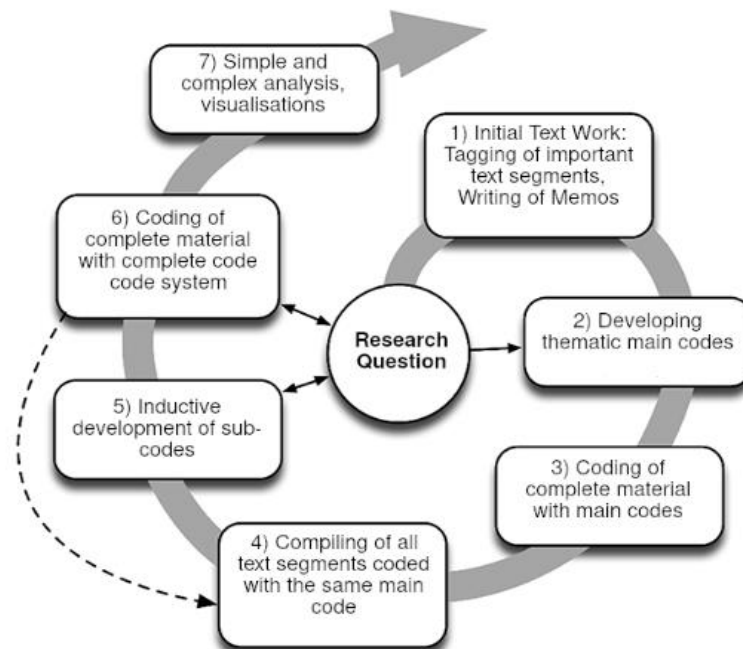 7) Simple and
complex analysis,
visualisations
1) Initial Text Work:
Tagging of important
text segments,
Writing of Memos
6) Coding of
complete material
with complete code
code system
Research
Question
2) Developing
thematic main codes
5) Inductive
development of sub-
codes
3) Coding of
complete material
with main codes
4) Compiling of all
text segments coded
with the same main
code